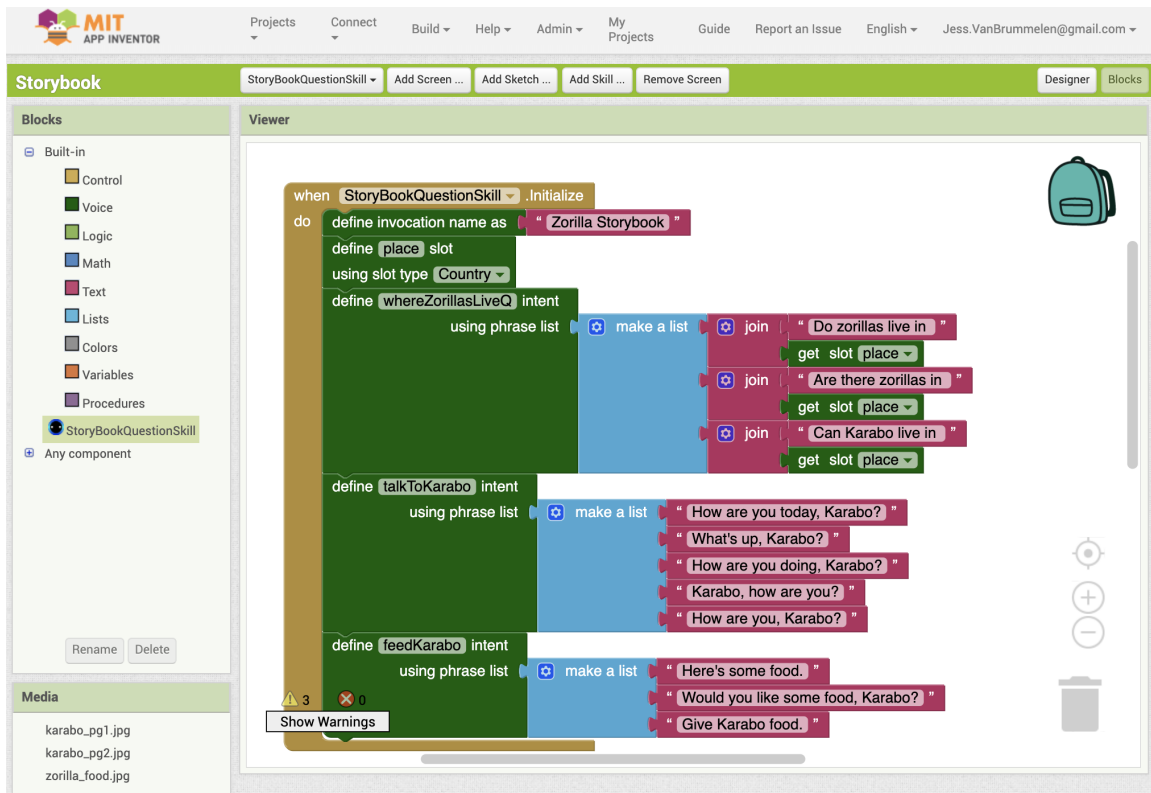 MIT
APP INVENTOR
Projects
Connect
Build
Help
Admin
My
Projects
Guide
Report an Issue
English
Jess.VanBrummelen@gmail.com
Storybook
StoryBookQuestionSkill
Add Screen ...
Add Sketch ...
Add Skill ...
Remove Screen
Designer
Blocks
Blocks
Built-in
Control
Voice
Logic
Math
Text
Lists
Colors
Variables
Procedures
StoryBookQuestionSkill
Any component
Rename
Delete
Media
karabo_pg1.jpg
karabo_pg2.jpg
zorilla_food.jpg
Viewer
when StoryBookQuestionSkill .Initialize
do define invocation name as " Zorilla Storybook "
define place slot
using slot type Country
define whereZorillasLiveQ intent
using phrase list make a list join " Do zorillas live in "
get slot place
join " Are there zorillas in "
get slot place
join " Can Karabo live in "
get slot place
define talkToKarabo intent
using phrase list make a list " How are you today, Karabo? "
" What's up, Karabo? "
" How are you doing, Karabo? "
" Karabo, how are you? "
" How are you, Karabo? "
define feedKarabo intent
using phrase list make a list " Here's some food. "
" Would you like some food, Karabo? "
" Give Karabo food. "
3 0
Show Warnings